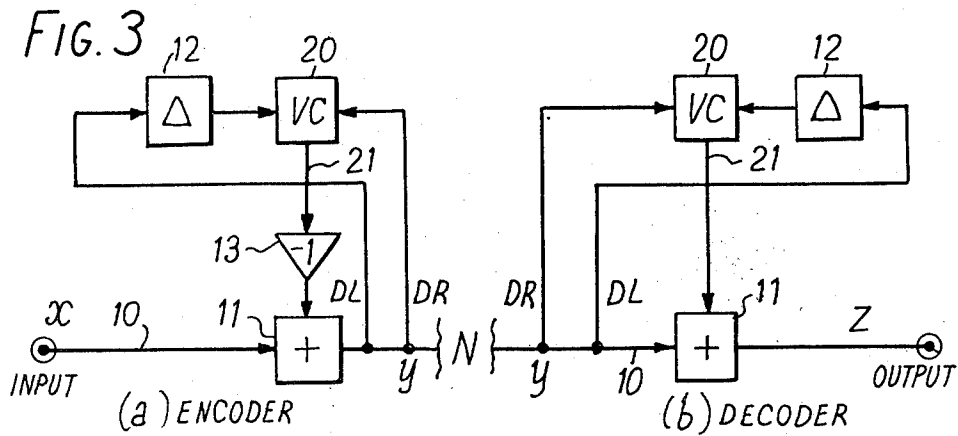 FIG. 3
12
20
20
12
Δ
VC
VC
Δ
21
21
13
-1
DL
DR
DR
DL
x
10
11
+
y
N
y
10
+
11
Z
INPUT
OUTPUT
(a) ENCODER
(b) DECODER